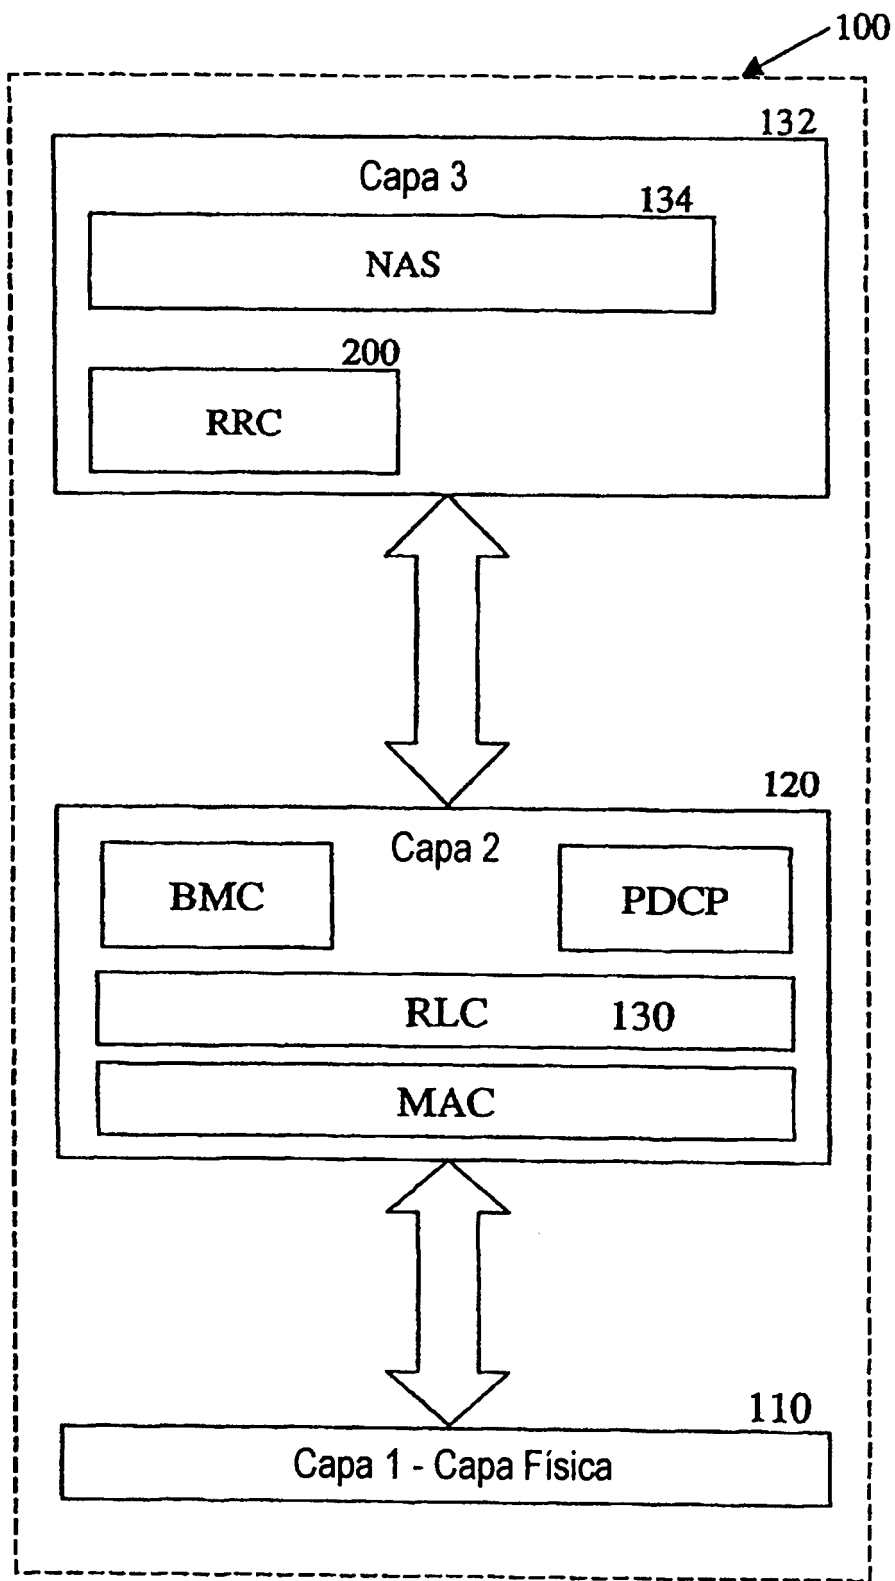 100
132
Capa 3
134
NAS
200
RRC
120
Capa 2
BMC
PDCP
RLC 130
MAC
110
Capa 1 - Capa Física